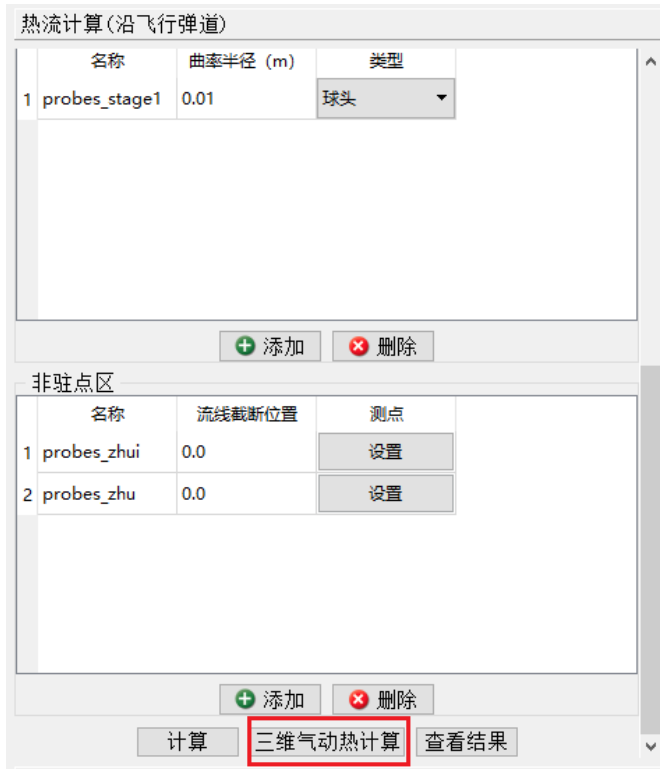 热流计算(沿飞行弹道)
名称 曲率半径 (m) 类型
1 probes_stage1 0.01 球头
添加 删除
非驻点区
名称 流线截断位置 测点
1 probes_zhui 0.0 设置
2 probes_zhu 0.0 设置
添加 删除
计算 三维气动热计算 查看结果